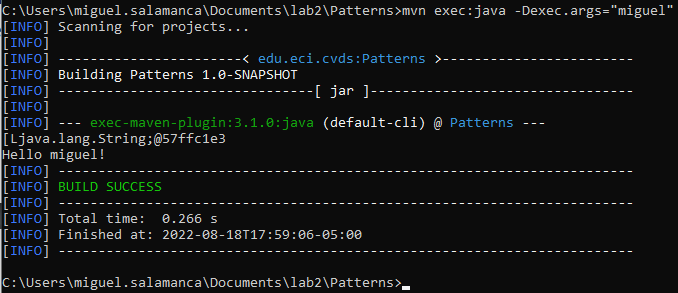 C:\Users\miguel.salamanca\Documents\lab2\Patterns>mvn exec:java -Dexec.args="miguel"
[INFO] Scanning for projects...
[INFO]
[INFO] -----------------------< edu.eci.cvds:Patterns >------------------------
[INFO] Building Patterns 1.0-SNAPSHOT
[INFO] --------------------------------[ jar ]---------------------------------
[INFO]
[INFO] --- exec-maven-plugin:3.1.0:java (default-cli) @ Patterns ---
[Ljava.lang.String;@57ffc1e3
Hello miguel!
[INFO] ------------------------------------------------------------------------
[INFO] BUILD SUCCESS
[INFO] ------------------------------------------------------------------------
[INFO] Total time:  0.266 s
[INFO] Finished at: 2022-08-18T17:59:06-05:00
[INFO] ------------------------------------------------------------------------
C:\Users\miguel.salamanca\Documents\lab2\Patterns>